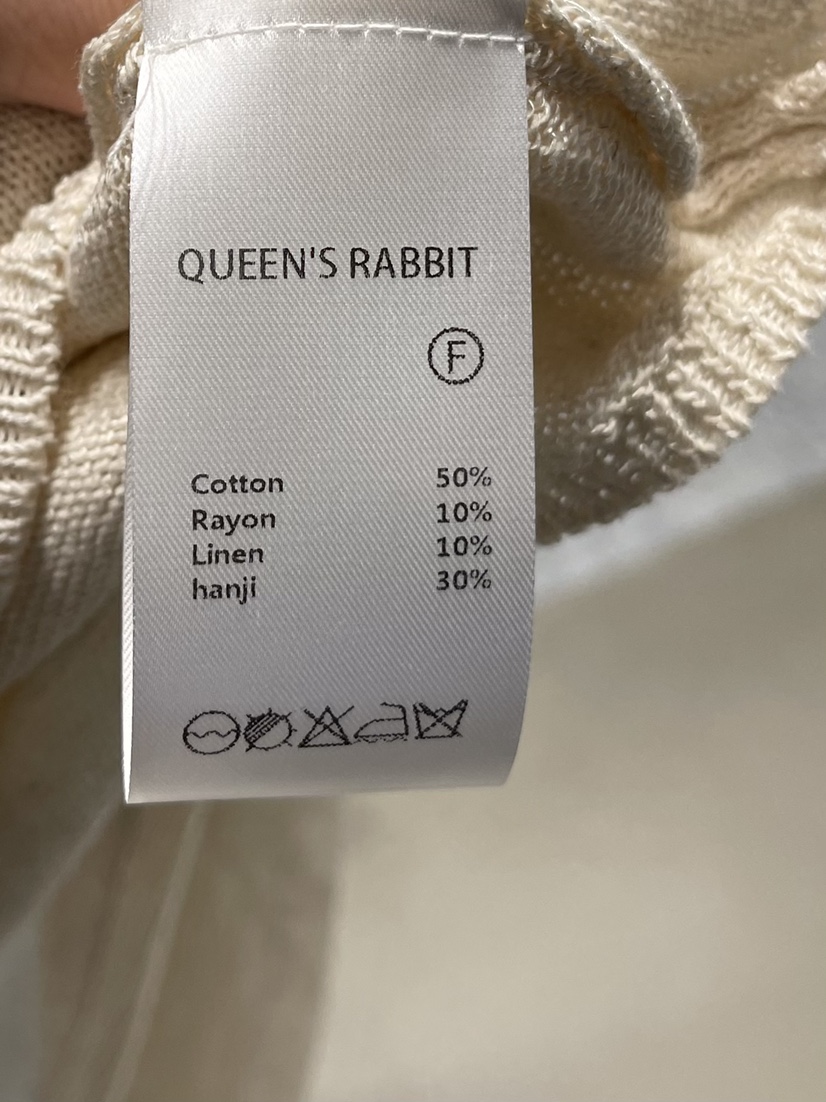 QUEEN'S RABBIT
F
Cotton 50%
Rayon 10%
Linen 10%
hanji 30%